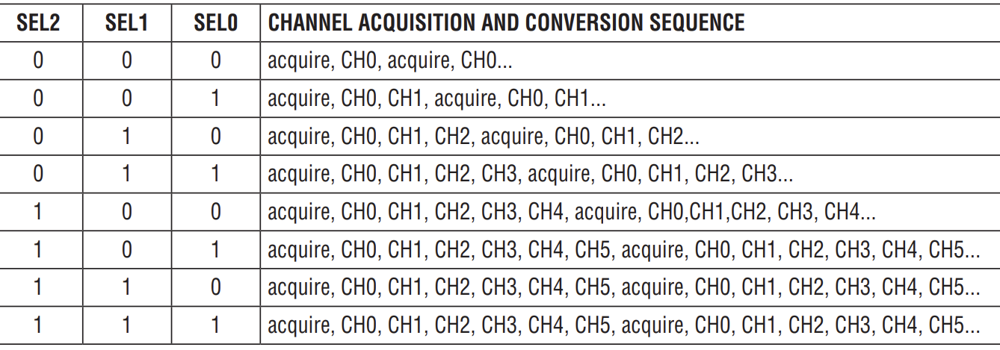 SEL2 SEL1 SEL0 CHANNEL ACQUISITION AND CONVERSION SEQUENCE
0 0 0 acquire, CH0, acquire, CH0...
0 0 1 acquire, CH0, CH1, acquire, CH0, CH1...
0 1 0 acquire, CH0, CH1, CH2, acquire, CH0, CH1, CH2...
0 1 1 acquire, CH0, CH1, CH2, CH3, acquire, CH0, CH1, CH2, CH3...
1 0 0 acquire, CH0, CH1, CH2, CH3, CH4, acquire, CH0,CH1,CH2, CH3, CH4...
1 0 1 acquire, CH0, CH1, CH2, CH3, CH4, CH5, acquire, CH0, CH1, CH2, CH3, CH4, CH5...
1 1 0 acquire, CH0, CH1, CH2, CH3, CH4, CH5, acquire, CH0, CH1, CH2, CH3, CH4, CH5...
1 1 1 acquire, CH0, CH1, CH2, CH3, CH4, CH5, acquire, CH0, CH1, CH2, CH3, CH4, CH5...